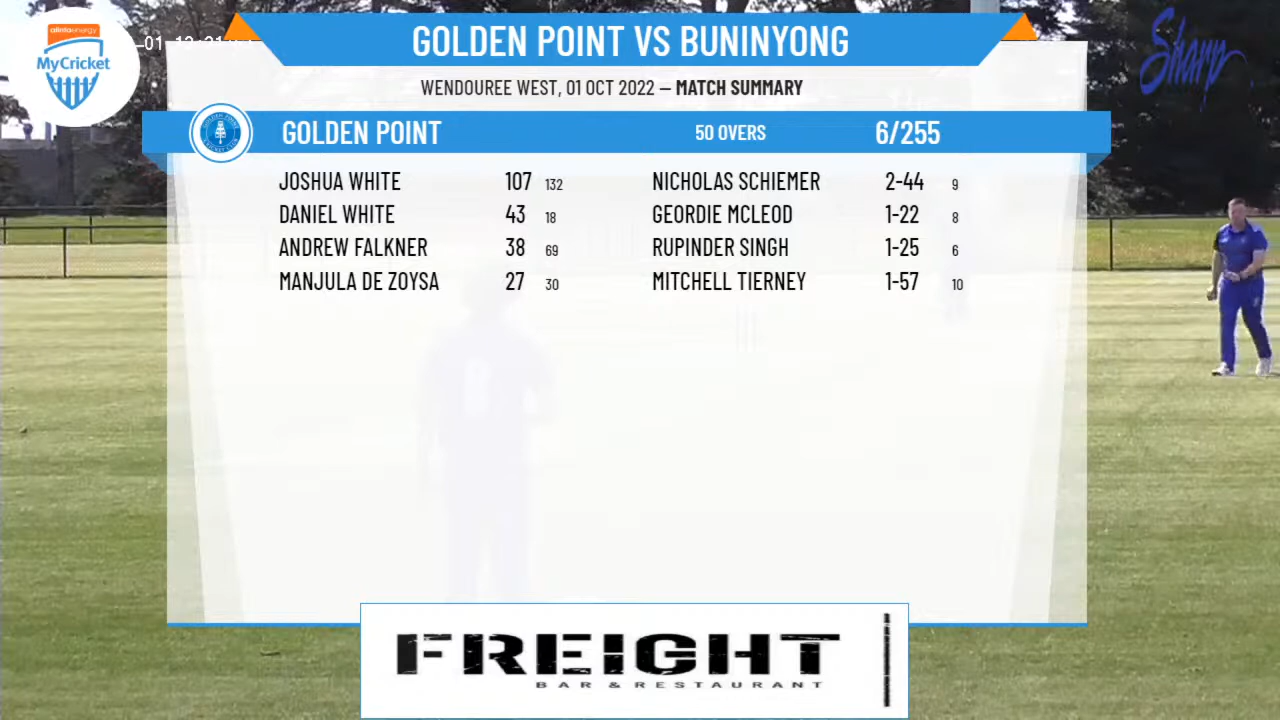 alintaenergy
MyCricket
GOLDEN POINT VS BUNINYONG
Sharp
WENDOUREE WEST, 01 OCT 2022 – MATCH SUMMARY
GOLDEN POINT 50 OVERS 6/255
JOSHUA WHITE 107 132 NICHOLAS SCHIEMER 2-44 9
DANIEL WHITE 43 18 GEORDIE MCLEOD 1-22 8
ANDREW FALKNER 38 69 RUPINDER SINGH 1-25 6
MANJULA DE ZOYSA 27 30 MITCHELL TIERNEY 1-57 10
FREIGHT
BAR & RESTAURANT